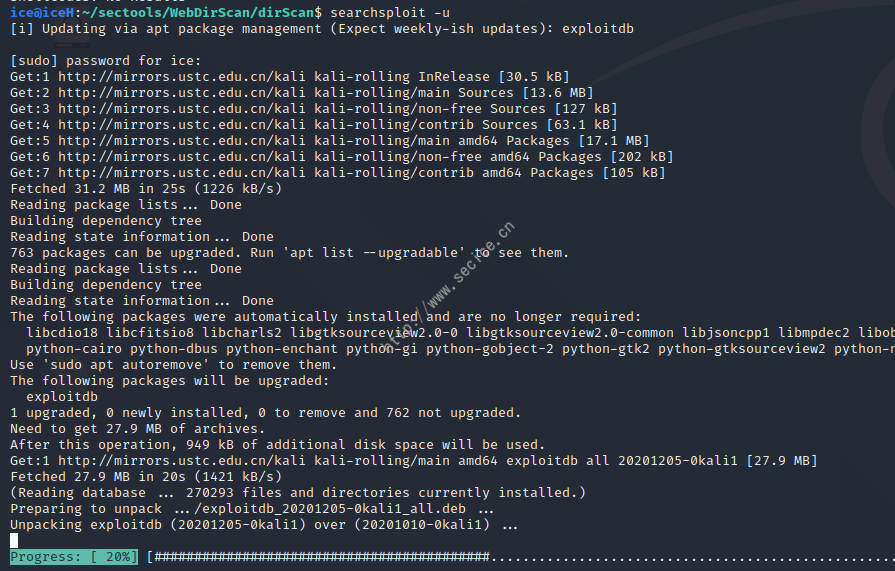 ice@iceH:~/sectools/WebDirScan/dirScan$ searchsploit -u
[i] Updating via apt package management (Expect weekly-ish updates): exploitdb
[sudo] password for ice:
Get:1 http://mirrors.ustc.edu.cn/kali kali-rolling InRelease [30.5 kB]
Get:2 http://mirrors.ustc.edu.cn/kali kali-rolling/main Sources [13.6 MB]
Get:3 http://mirrors.ustc.edu.cn/kali kali-rolling/non-free Sources [127 kB]
Get:4 http://mirrors.ustc.edu.cn/kali kali-rolling/contrib Sources [63.1 kB]
Get:5 http://mirrors.ustc.edu.cn/kali kali-rolling/main amd64 Packages [17.1 MB]
Get:6 http://mirrors.ustc.edu.cn/kali kali-rolling/non-free amd64 Packages [202 kB]
Get:7 http://mirrors.ustc.edu.cn/kali kali-rolling/contrib amd64 Packages [105 kB]
Fetched 31.2 MB in 25s (1226 kB/s)
Reading package lists... Done
Building dependency tree
Reading state information... Done
763 packages can be upgraded. Run 'apt list --upgradable' to see them.
Reading package lists... Done
Building dependency tree
Reading state information... Done
The following packages were automatically installed and are no longer required:
libcdio18 libcfitsio8 libcharls2 libgtksourceview2.0-0 libgtksourceview2.0-common libjsoncpp1 libmpdec2 libob
python-cairo python-dbus python-enchant python-gi python-gobject-2 python-gtk2 python-gtksourceview2 python-n
Use 'sudo apt autoremove' to remove them.
The following packages will be upgraded:
exploitdb
1 upgraded, 0 newly installed, 0 to remove and 762 not upgraded.
Need to get 27.9 MB of archives.
After this operation, 949 kB of additional disk space will be used.
Get:1 http://mirrors.ustc.edu.cn/kali kali-rolling/main amd64 exploitdb all 20201205-0kali1 [27.9 MB]
Fetched 27.9 MB in 20s (1421 kB/s)
(Reading database ... 270293 files and directories currently installed.)
Preparing to unpack .../exploitdb_20201205-0kali1_all.deb ...
Unpacking exploitdb (20201205-0kali1) over (20201010-0kali1) ...
Progress: [ 20%] [##########################################...................................................
http://www.secice.cn